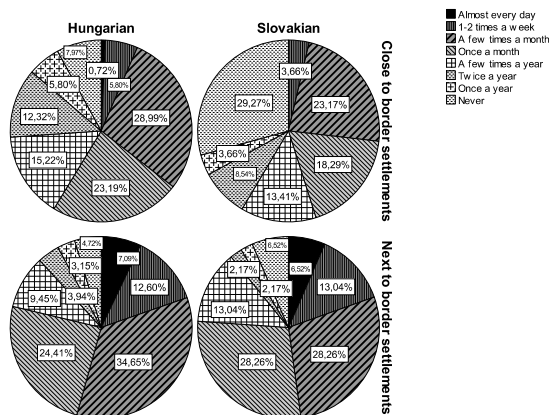 Hungarian
Slovakian
Almost every day
1-2 times a week
A few times a month
Once a month
A few times a year
Twice a year
Once a year
Never
Close to border settlements
7,97%
0,72%
5,80%
5,80%
28,99%
12,32%
15,22%
23,19%
3,66%
29,27%
23,17%
3,66%
8,54%
18,29%
13,41%
Next to border settlements
4,72%
7,09%
3,15%
12,60%
9,45%
3,94%
24,41%
34,65%
6,52%
6,52%
2,17%
13,04%
2,17%
13,04%
28,26%
28,26%